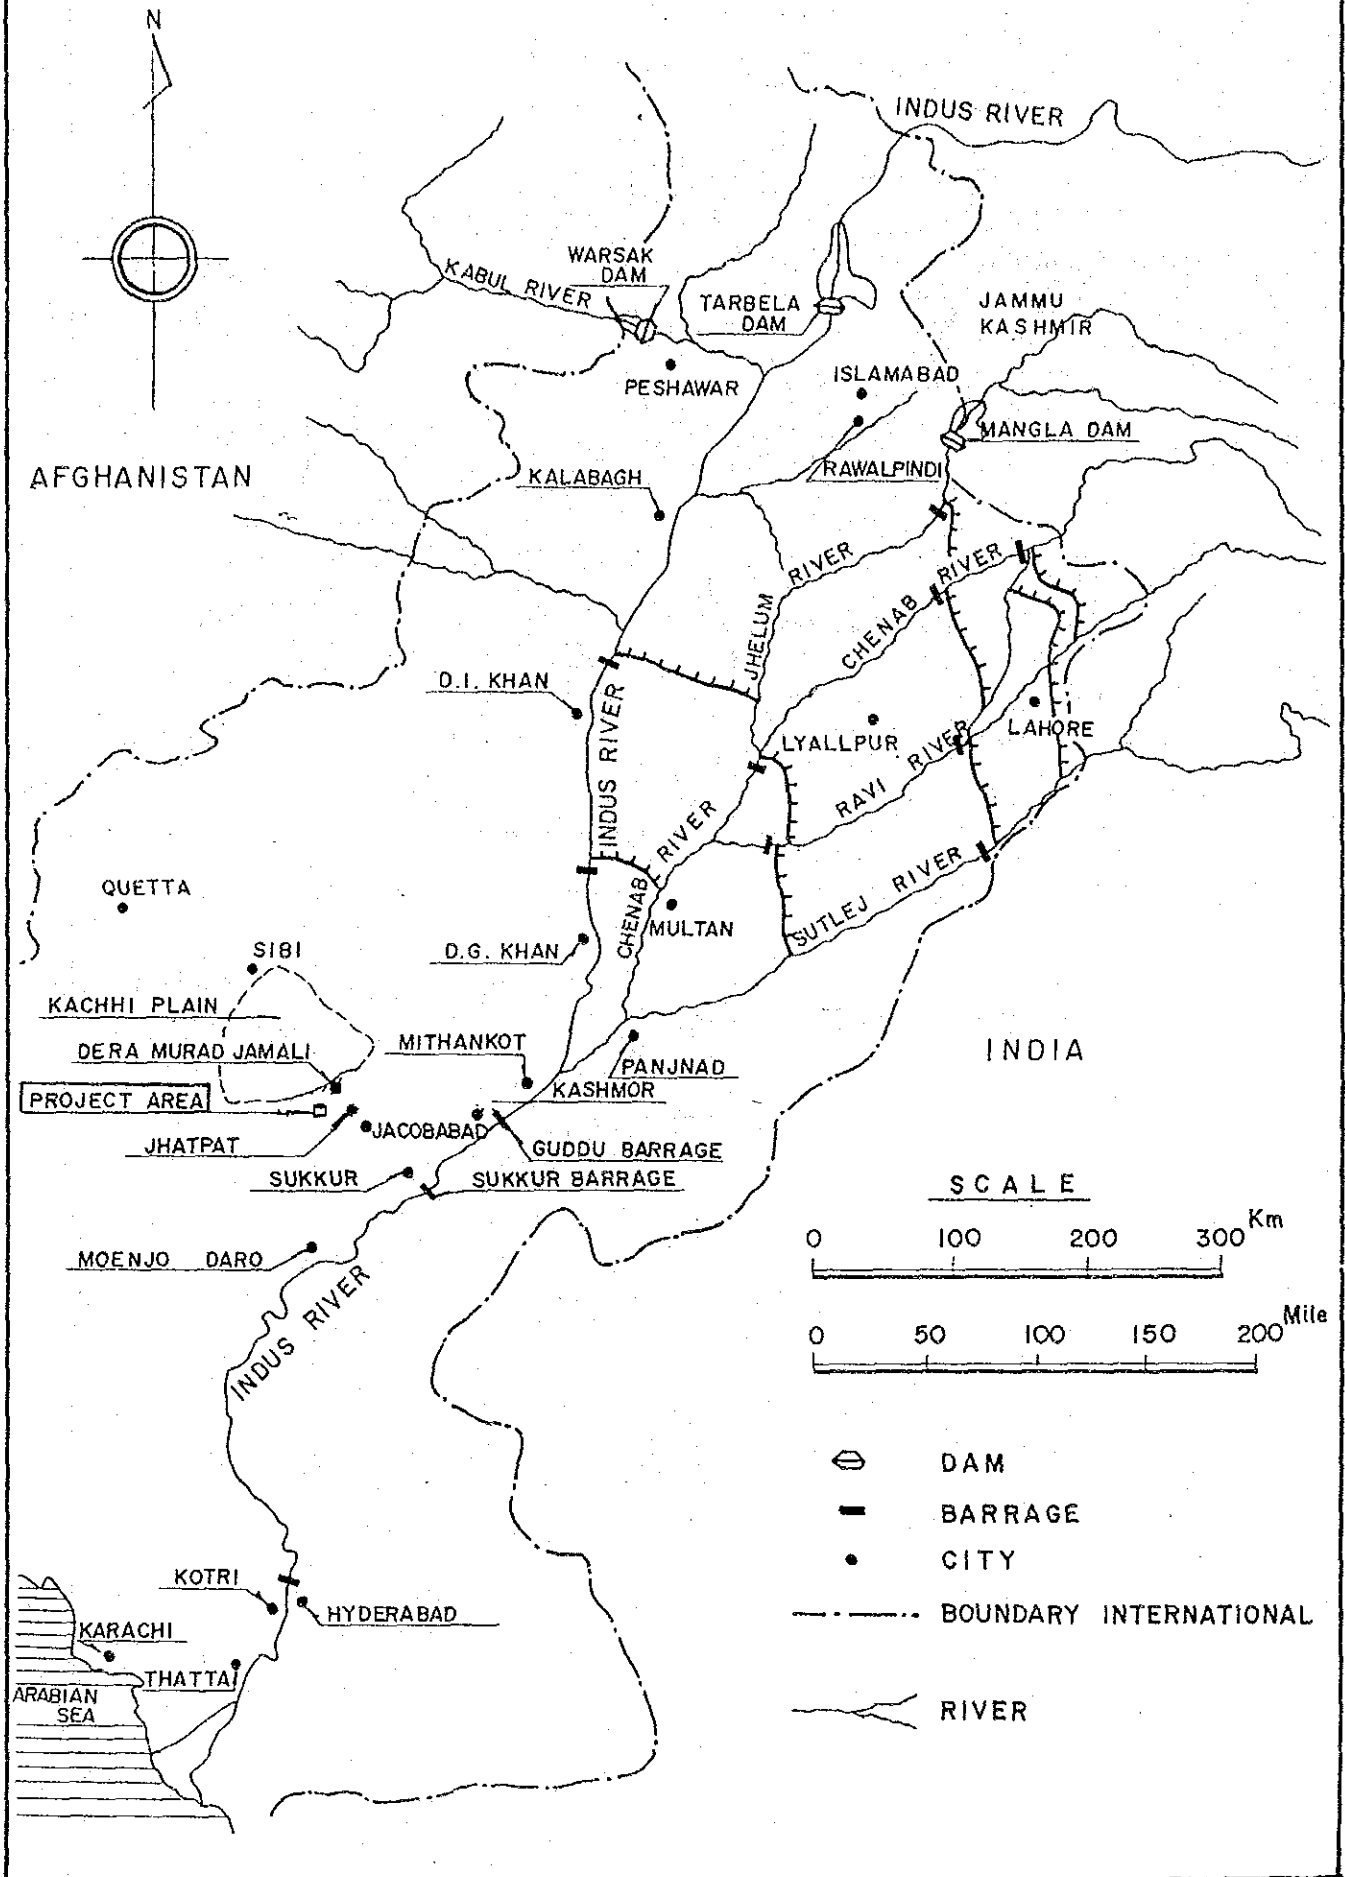 N
INDUS RIVER
WARSAK
DAM
KABUL RIVER
TARBELA
DAM
JAMMU
KASHMIR
PESHAWAR
ISLAMABAD
MANGLA DAM
AFGHANISTAN
KALABAGH
RAWALPINDI
JHELUM RIVER
CHENAB RIVER
D.I. KHAN
INDUS RIVER
LYALLPUR
LAHORE
RAVI RIVER
CHENAB RIVER
SUTLEJ RIVER
QUETTA
MULTAN
SIBI
D.G. KHAN
KACHHI PLAIN
DERA MURAD JAMALI
MITHANKOT
INDIA
PANJNAD
PROJECT AREA
KASHMOR
JHATPAT
JACOBABAD
GUDDU BARRAGE
SUKKUR
SUKKUR BARRAGE
SCALE
0 100 200 300 Km
MOENJO DARO
INDUS RIVER
0 50 100 150 200 Mile
DAM
BARRAGE
CITY
KOTRI
HYDERABAD
BOUNDARY INTERNATIONAL
KARACHI
THATTA
ARABIAN
SEA
RIVER